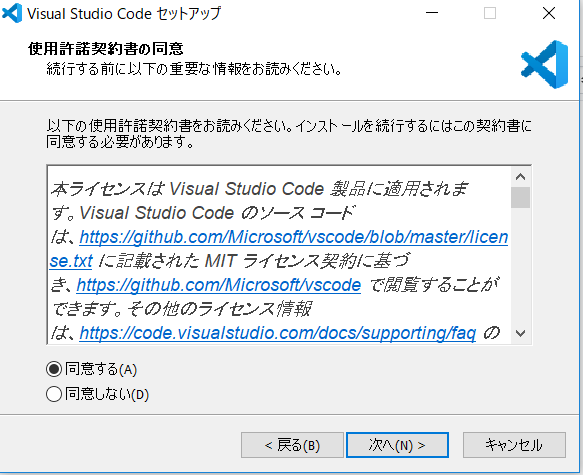 Visual Studio Code セットアップ
使用許諾契約書の同意
続行する前に以下の重要な情報をお読みください。
以下の使用許諾契約書をお読みください。インストールを続行するにはこの契約書に
同意する必要があります。
本ライセンスは Visual Studio Code 製品に適用されま
す。Visual Studio Code のソース コード
は、https://github.com/Microsoft/vscode/blob/master/licen
se.txt に記載された MIT ライセンス契約に基づ
き、https://github.com/Microsoft/vscode で閲覧することが
できます。その他のライセンス情報
は、https://code.visualstudio.com/docs/supporting/faq の
同意する(A)
同意しない(D)
< 戻る(B)
次へ(N) >
キャンセル